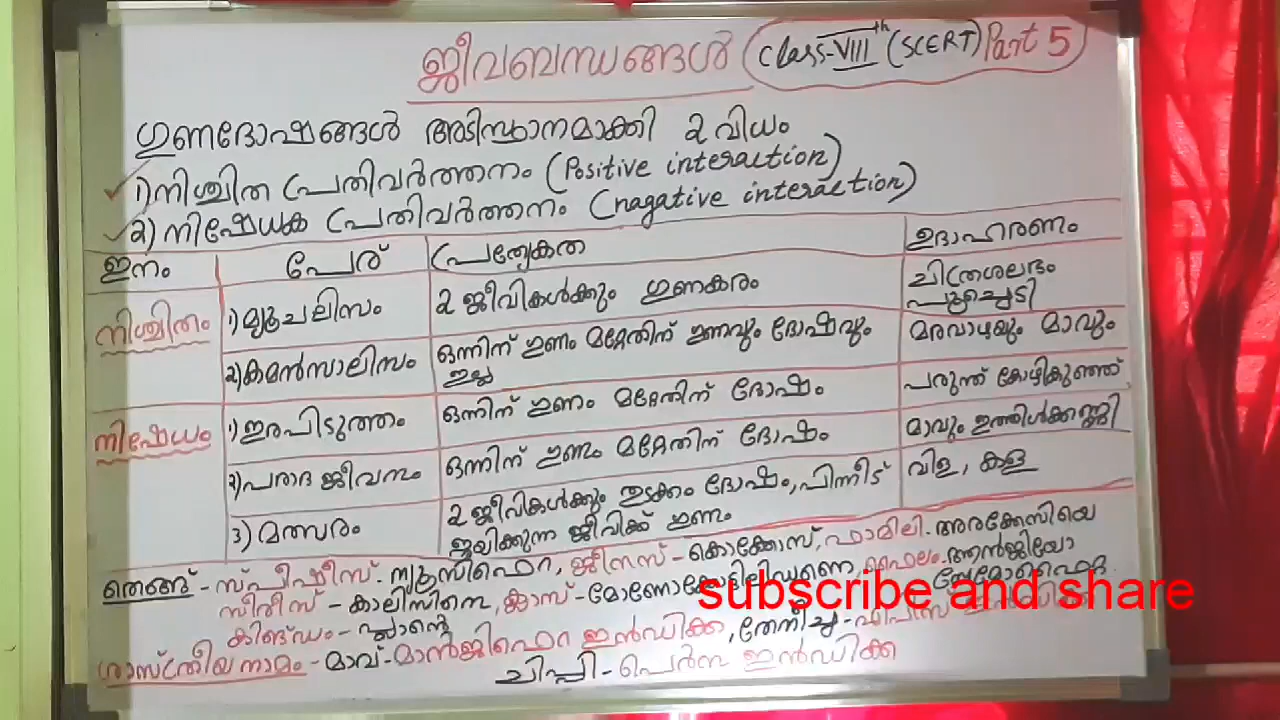 ജീവബന്ധങ്ങൾ Class-VIIIth (SCERT) Part 5
ഗുണദോഷങ്ങൾ അടിസ്ഥാനമാക്കി 2 വിധം
1) നിശ്ചിത പ്രതിവർത്തനം (Positive interaction)
2) നിഷേധക പ്രതിവർത്തനം (nagative interaction)
ഇനം പേര് പ്രത്യേകത ഉദാഹരണം
നിശ്ചിതം 1) മ്യൂച്വലിസം 2 ജീവികൾക്കും ഗുണകരം ചിത്രശലഭം
പൂച്ചെടി
2) കമൻസാലിസം ഒന്നിന് ഗുണം മറ്റേതിന് ഗുണവും ദോഷവും മരവാഴയും മാവും
ഇല്ല
നിഷേധം 1) ഇരപിടുത്തം ഒന്നിന് ഗുണം മറ്റേതിന് ദോഷം പരുന്ത് കോഴികുഞ്ഞ്
2) പരാദ ജീവനം ഒന്നിന് ഗുണം മറ്റേതിന് ദോഷം മാവും ഇത്തിൾക്കണ്ണി
3) മത്സരം 2 ജീവികൾക്കും തുടക്കം ദോഷം, പിന്നീട് വിള, കള
ജയിക്കുന്ന ജീവിക്ക് ഗുണം
തെങ്ങ് - സ്പീഷീസ് - ന്യൂസിഫെറ, ജീനസ് - കൊക്കോസ്, ഫാമിലി - അരക്കേസിയെ
സീരീസ് - കാലിസിനെ, ക്ലാസ് - മോണോക്കോട്ടിലിഡണെ, ഫൈലം - ആൻജിയോ
കിങ്ഡം - പ്ലാന്റെ
ശാസ്ത്രീയ നാമം - മാവ് - മാൻജിഫെറ ഇൻഡിക്ക, തേനീച്ച - എപിസ്
ചിപ്പി - പെർന ഇൻഡിക്ക
subscribe and share